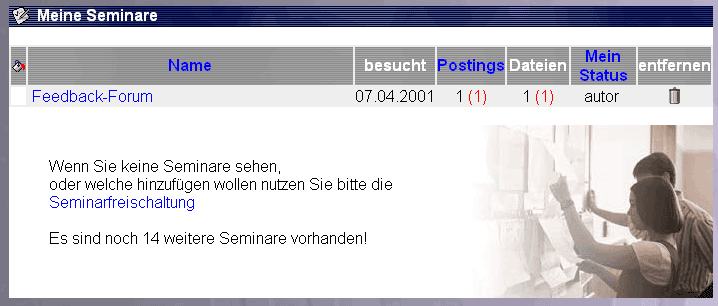 Meine Seminare
Name besucht Postings Dateien Mein Status entfernen
Feedback-Forum 07.04.2001 1 (1) 1 (1) autor
Wenn Sie keine Seminare sehen,
oder welche hinzufügen wollen nutzen Sie bitte die
Seminarfreischaltung
Es sind noch 14 weitere Seminare vorhanden!